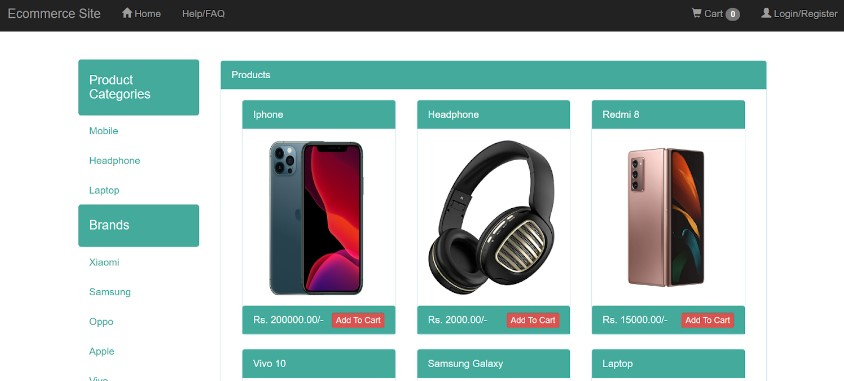 Ecommerce Site Home Help/FAQ Cart 0 Login/Register
Product
Categories
Mobile
Headphone
Laptop
Brands
Xiaomi
Samsung
Oppo
Apple
Vivo
Products
Iphone
Headphone
Redmi 8
Rs. 200000.00/- Add To Cart
Rs. 2000.00/- Add To Cart
Rs. 15000.00/- Add To Cart
Vivo 10
Samsung Galaxy
Laptop